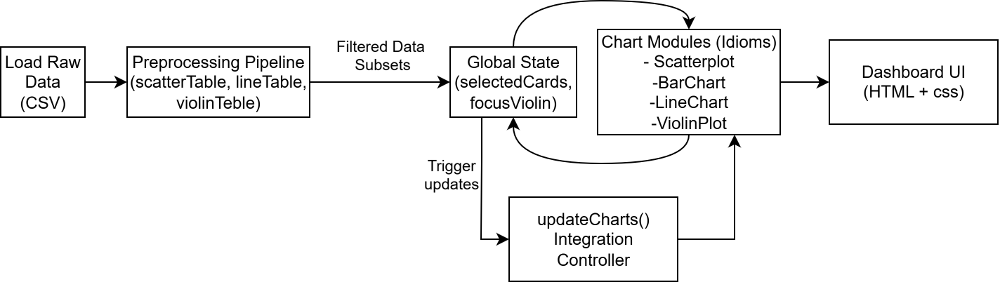 Load Raw
Data
(CSV)
Preprocessing Pipeline
(scatterTable, lineTable,
violinTeble)
Filtered Data
Subsets
Global State
(selectedCards,
focusViolin)
Chart Modules (Idioms)
- Scatterplot
-BarChart
-LineChart
-ViolinPlot
Dashboard UI
(HTML + css)
Trigger
updates
updateCharts()
Integration
Controller